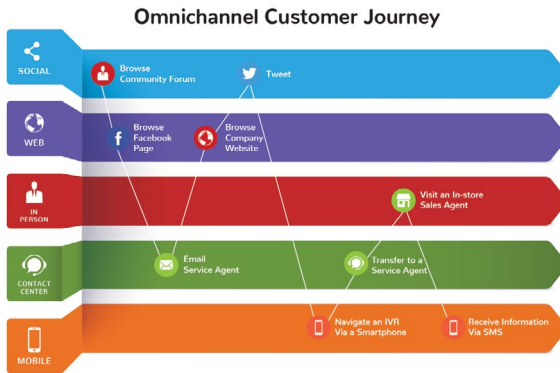 Omnichannel Customer Journey
SOCIAL
Browse
Community Forum
Tweet
WEB
f
Browse
Facebook
Page
Browse
Company
Website
IN
PERSON
Visit an In-store
Sales Agent
CONTACT
CENTER
Email
Service Agent
Transfer to a
Service Agent
MOBILE
Navigate an IVR
Via a Smartphone
Receive Information
Via SMS